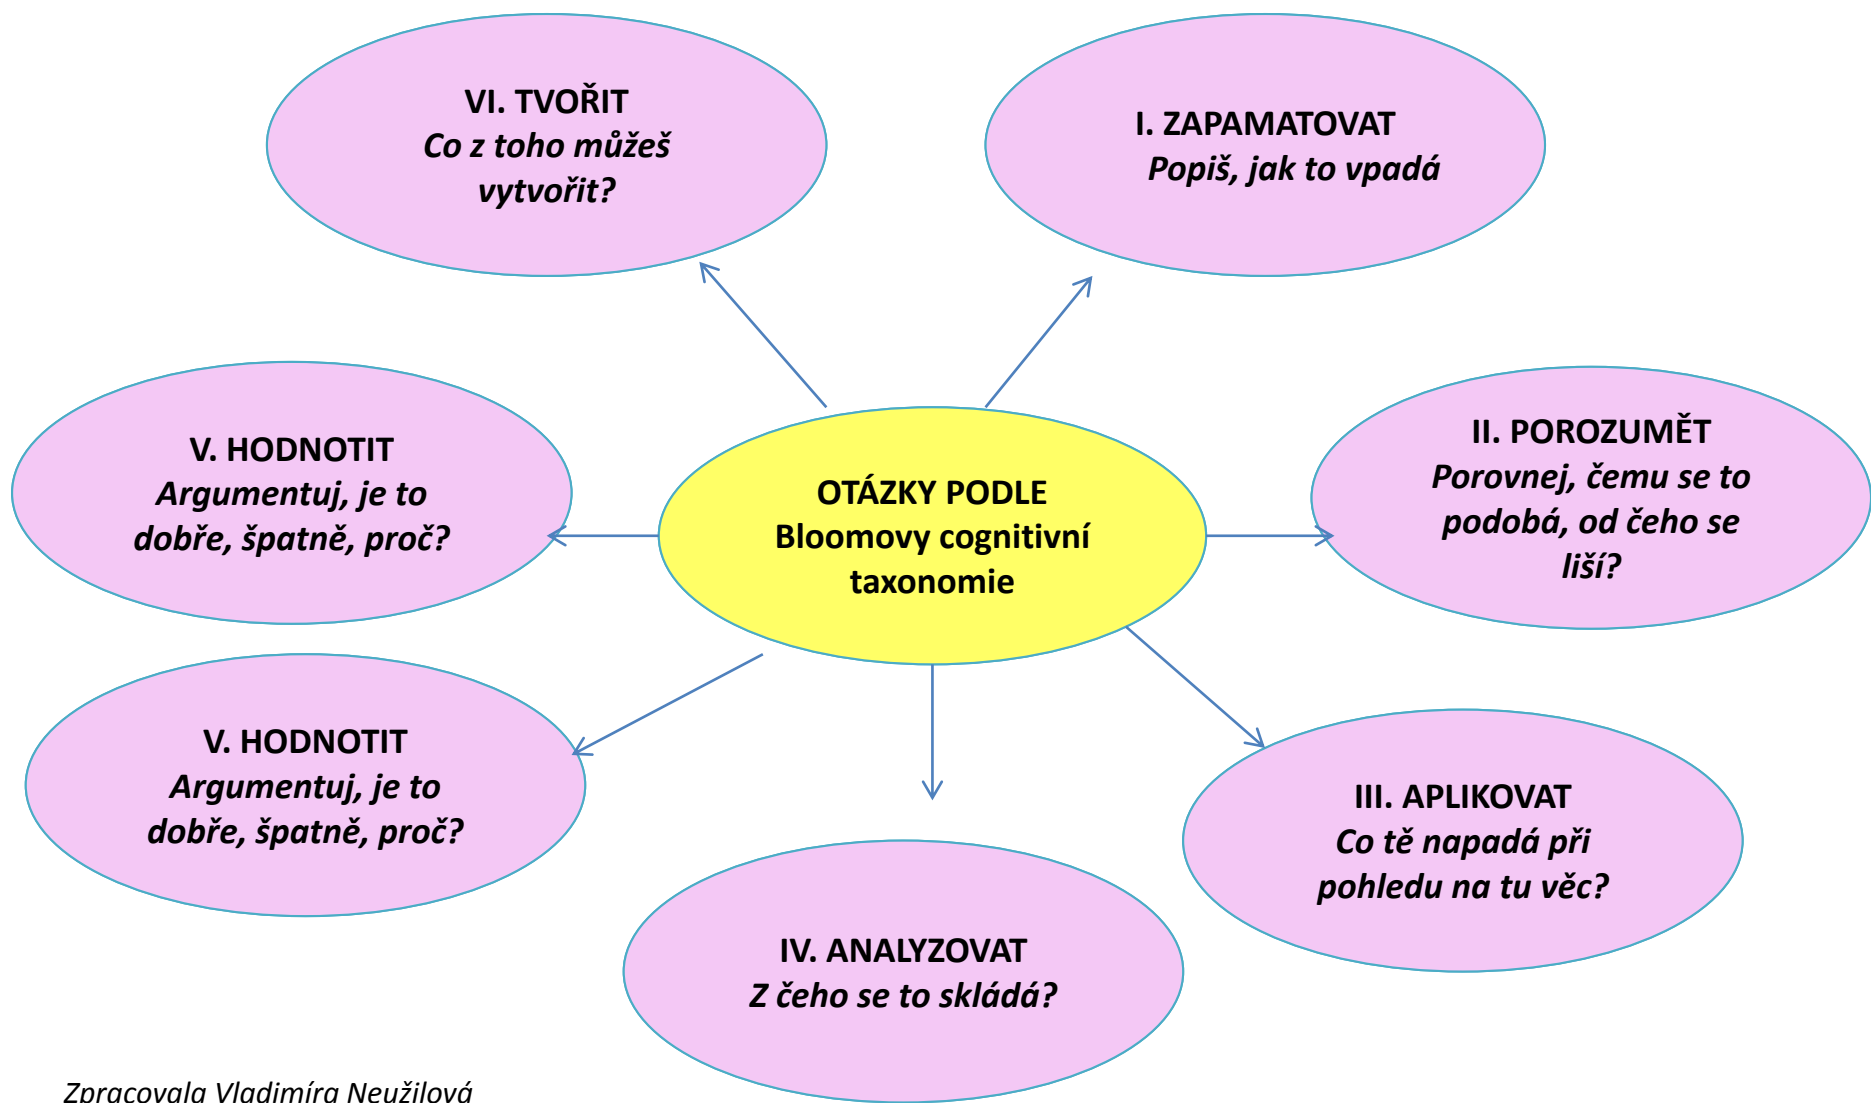 VI. TVOŘIT
Co z toho můžeš
vytvořit?
I. ZAPAMATOVAT
Popiš, jak to vpadá
V. HODNOTIT
Argumentuj, je to
dobře, špatně, proč?
OTÁZKY PODLE
Bloomovy cognitivní
taxonomie
II. POROZUMĚT
Porovnej, čemu se to
podobá, od čeho se
liší?
V. HODNOTIT
Argumentuj, je to
dobře, špatně, proč?
III. APLIKOVAT
Co tě napadá při
pohledu na tu věc?
IV. ANALYZOVAT
Z čeho se to skládá?
Zpracovala Vladimíra Neužilová